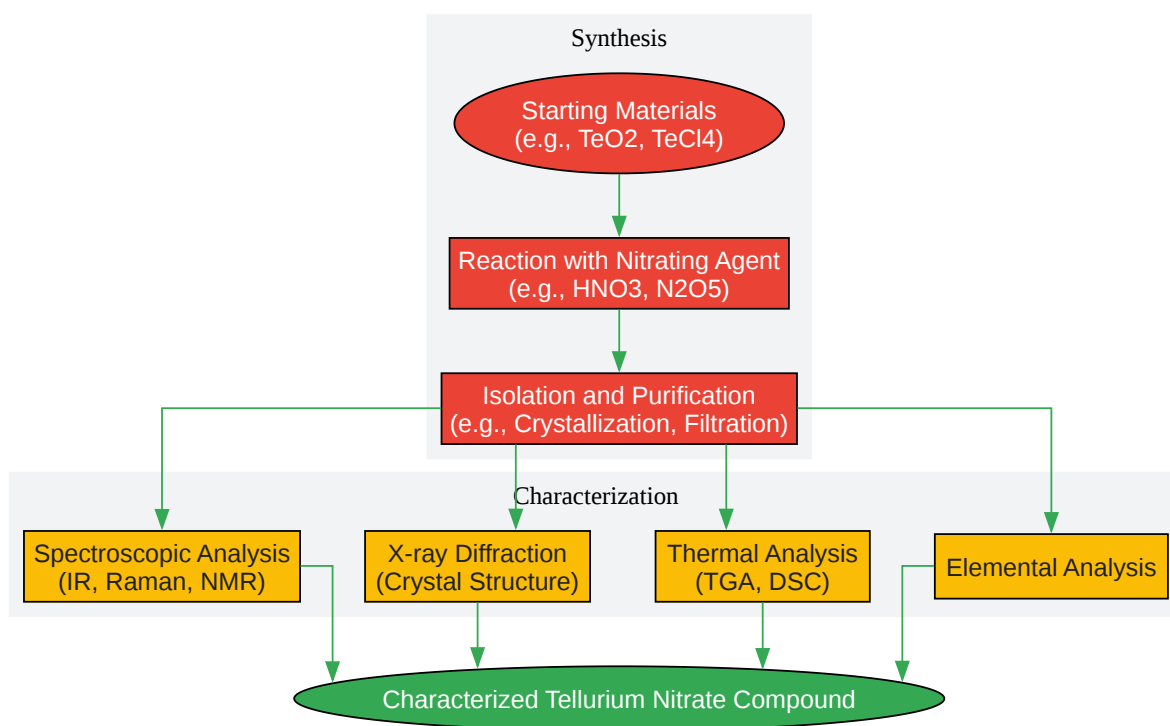 Synthesis
Starting Materials
(e.g., TeO2, TeCl4)
Reaction with Nitrating Agent
(e.g., HNO3, N2O5)
Isolation and Purification
(e.g., Crystallization, Filtration)
Characterization
Spectroscopic Analysis
(IR, Raman, NMR)
X-ray Diffraction
(Crystal Structure)
Thermal Analysis
(TGA, DSC)
Elemental Analysis
Characterized Tellurium Nitrate Compound